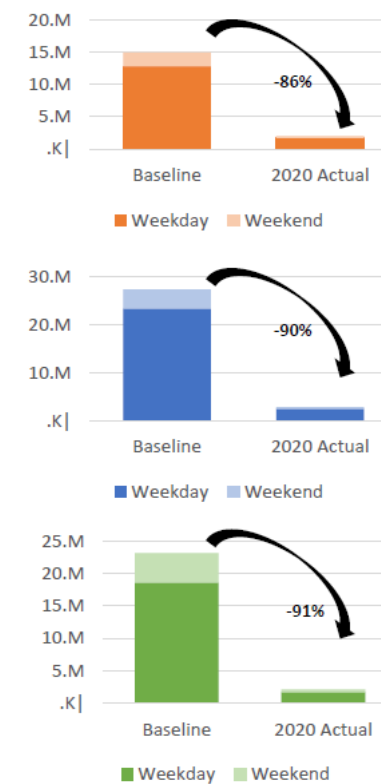 20.M
15.M
10.M
5.M
.K|
-86%
Baseline 2020 Actual
Weekday Weekend
30.M
20.M
10.M
.K|
-90%
Baseline 2020 Actual
Weekday Weekend
25.M
20.M
15.M
10.M
5.M
.K|
-91%
Baseline 2020 Actual
Weekday Weekend